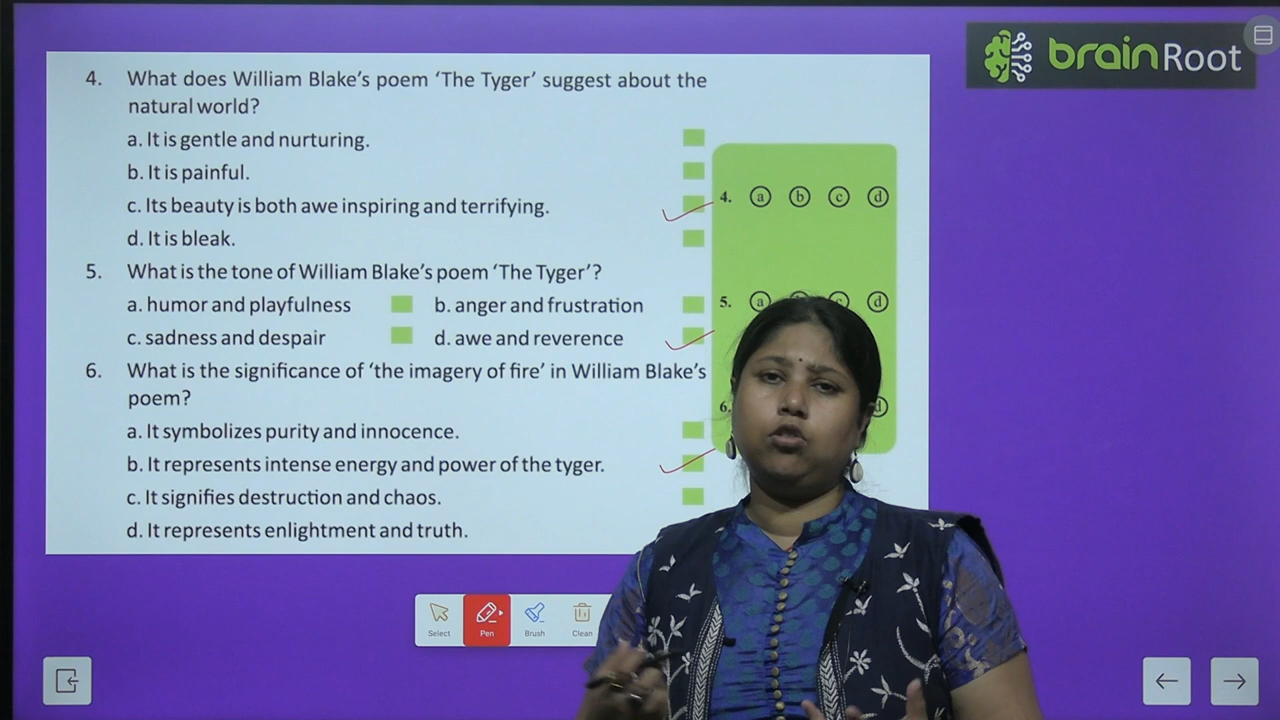 brainRoot
4. What does William Blake's poem 'The Tyger' suggest about the
natural world?
a. It is gentle and nurturing.
b. It is painful.
c. Its beauty is both awe inspiring and terrifying.
d. It is bleak.
4. a b c d
5. What is the tone of William Blake's poem 'The Tyger'?
a. humor and playfulness b. anger and frustration
c. sadness and despair d. awe and reverence
5. a c d
6. What is the significance of 'the imagery of fire' in William Blake's
poem?
a. It symbolizes purity and innocence.
b. It represents intense energy and power of the tyger.
c. It signifies destruction and chaos.
d. It represents enlightment and truth.
6. d
Select Pen Brush Clean